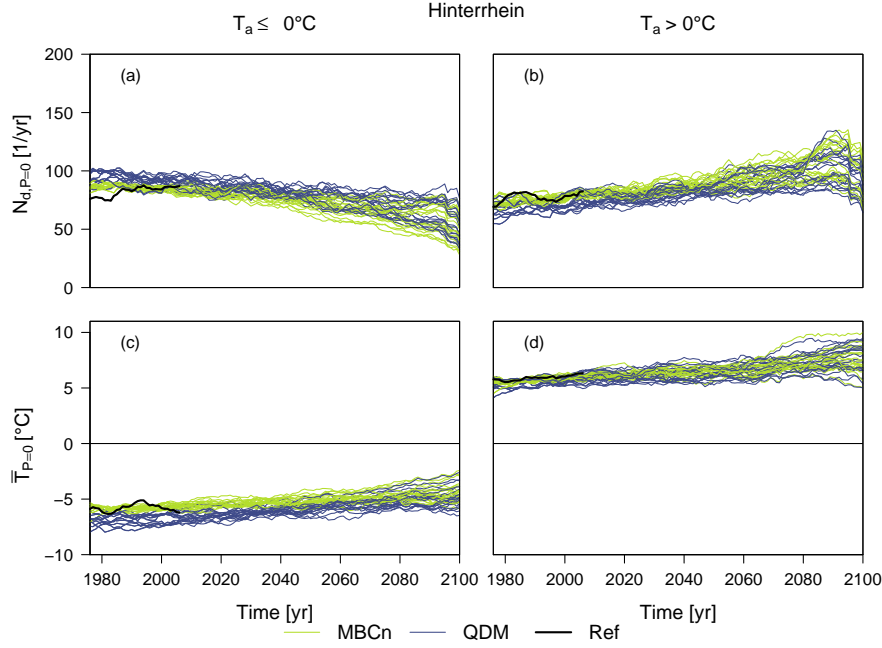 Hinterrhein
Ta ≤ 0°C
Ta > 0°C
(a)
(b)
Nd,P=0 [1/yr]
200
150
100
50
0
(c)
(d)
T̿P=0 [°C]
10
5
0
−5
−10
1980 2000 2020 2040 2060 2080 2100
1980 2000 2020 2040 2060 2080 2100
Time [yr]
Time [yr]
MBCn QDM Ref